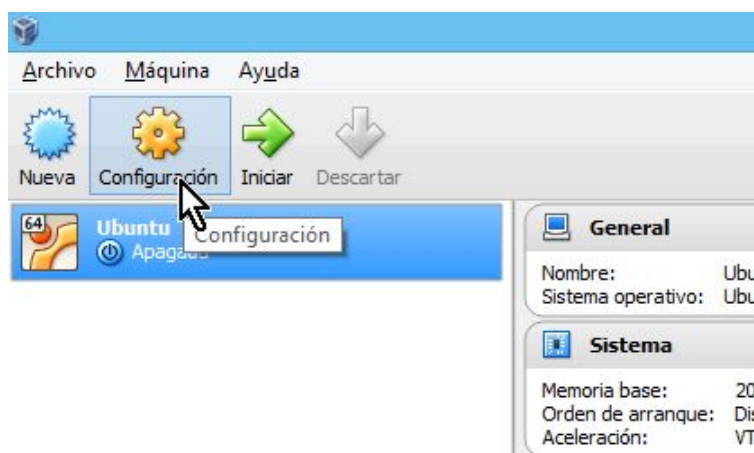 Archivo Máquina Ayuda
Nueva Configuración Iniciar Descartar
64
Ubuntu
Configuración
General
Nombre:
Sistema operativo:
Sistema
Memoria base: 20
Orden de arranque:
Aceleración: